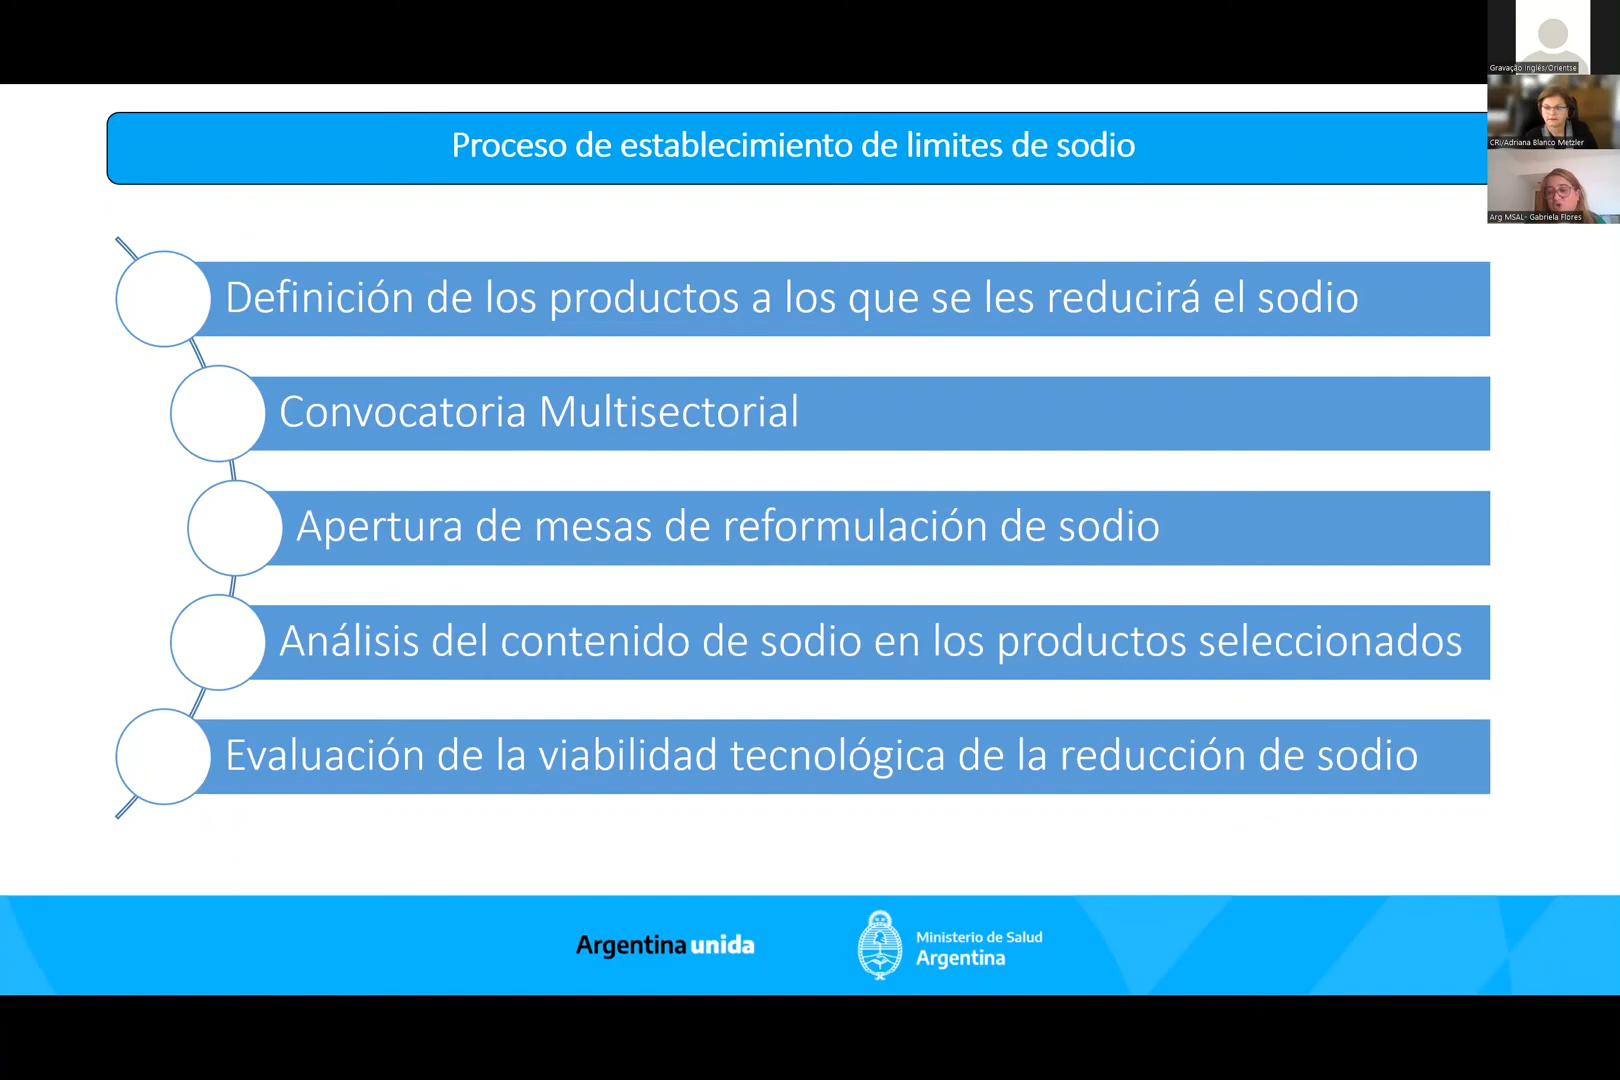 Proceso de establecimiento de limites de sodio
Definición de los productos a los que se les reducirá el sodio
Convocatoria Multisectorial
Apertura de mesas de reformulación de sodio
Análisis del contenido de sodio en los productos seleccionados
Evaluación de la viabilidad tecnológica de la reducción de sodio
Argentina unida
Ministerio de Salud
Argentina
Gravação Inglês/Orientse
CRI/Adriana Blanco Metzler
Arg MSAL- Gabriela Flores